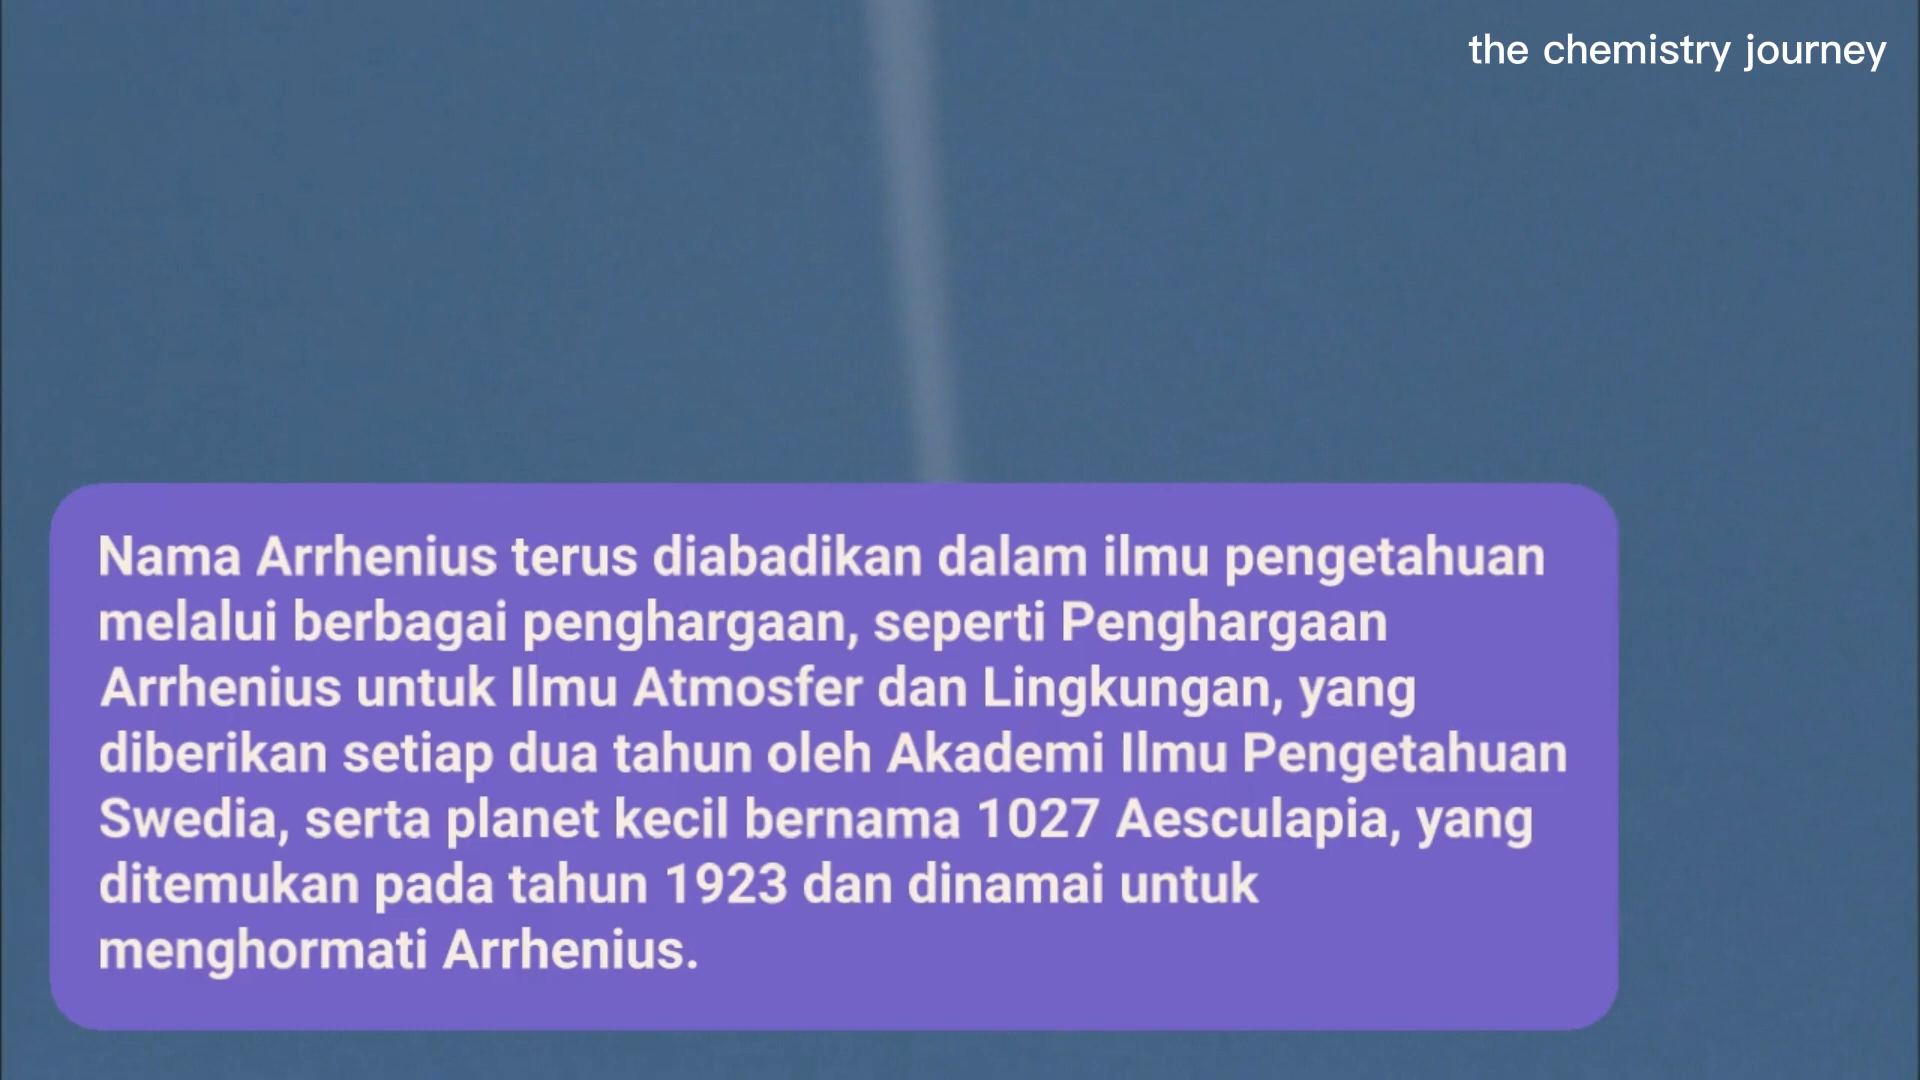 the chemistry journey
Nama Arrhenius terus diabadikan dalam ilmu pengetahuan
melalui berbagai penghargaan, seperti Penghargaan
Arrhenius untuk Ilmu Atmosfer dan Lingkungan, yang
diberikan setiap dua tahun oleh Akademi Ilmu Pengetahuan
Swedia, serta planet kecil bernama 1027 Aesculapia, yang
ditemukan pada tahun 1923 dan dinamai untuk
menghormati Arrhenius.